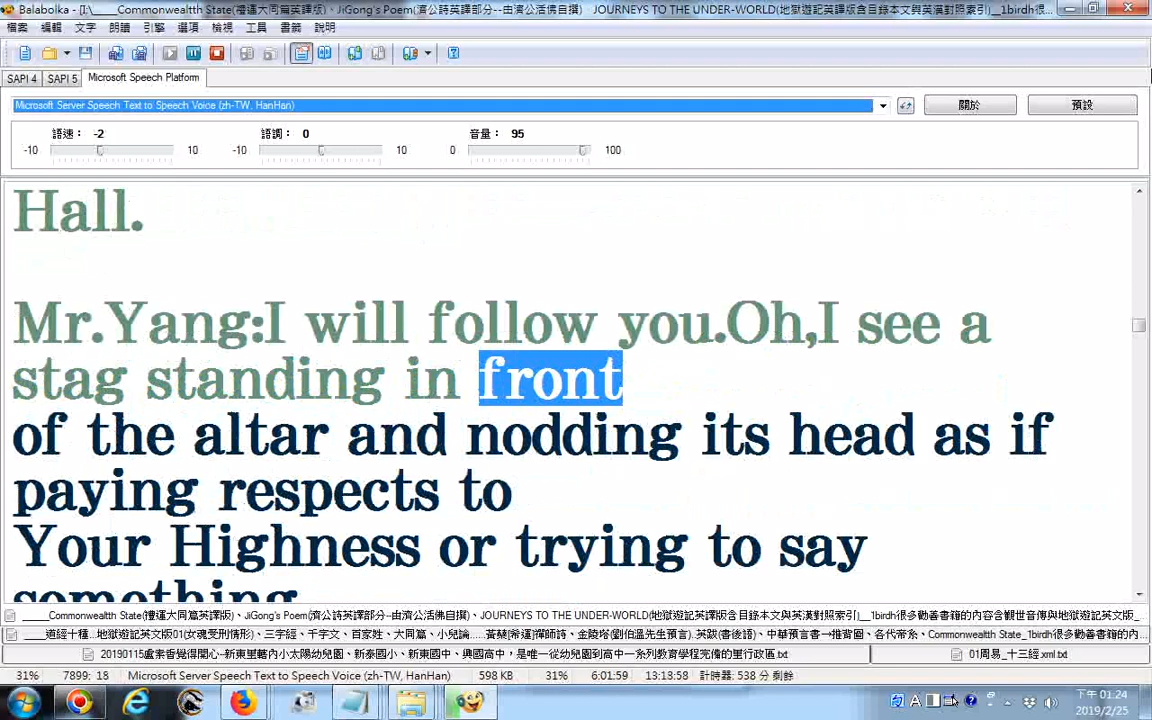 Balabolka - [I:\_____Commonwealtth State(禮運大同篇英譯版)、JiGong's Poem(濟公詩英譯部分--由濟公活佛自撰)　JOURNEYS TO THE UNDER-WORLD(地獄遊記英譯版含目錄本文與英漢對照索引)__1birdh很...
檔案 編輯 文字 朗讀 引擎 選項 檢視 工具 書籤 說明
SAPI 4 SAPI 5 Microsoft Speech Platform
Microsoft Server Speech Text to Speech Voice (zh-TW, HanHan)
關於 預設
語速： -2 語調： 0 音量： 95
-10 10 -10 10 0 100
Hall.
Mr.Yang:I will follow you.Oh,I see a
stag standing in front
of the altar and nodding its head as if
paying respects to
Your Highness or trying to say
something
_____Commonwealtth State(禮運大同篇英譯版)、JiGong's Poem(濟公詩英譯部分--由濟公活佛自撰)、JOURNEYS TO THE UNDER-WORLD(地獄遊記英譯版含目錄本文與英漢對照索引)__1birdh很多勸善書籍的內容含觀世音傳與地獄遊記英文版_
道經十種...地獄遊記英文版01(女魂受刑情形)、三字經、千字文、百家姓、大同篇、小兒論......黃蘗[希運]禪師詩、金陵塔(劉伯溫先生預言).英跋(書後語)、中華預言書一推背圖、各代帝系、Commonwealth State_1birdh很多勸善書籍的內...
20190115盧案皆覺得開心--新東里轄內小太陽幼兒園、新泰國小、新東國中、興國高中，是唯一從幼兒園到高中一系列教育學程完備的里行政區.txt 01周易_十三經.xml.txt
31% 7899: 18 Microsoft Server Speech Text to Speech Voice (zh-TW, HanHan) 598 KB 31% 6:01:59 13:13:58 計時器: 538 分 剩餘
下午 01:24
2019/2/25